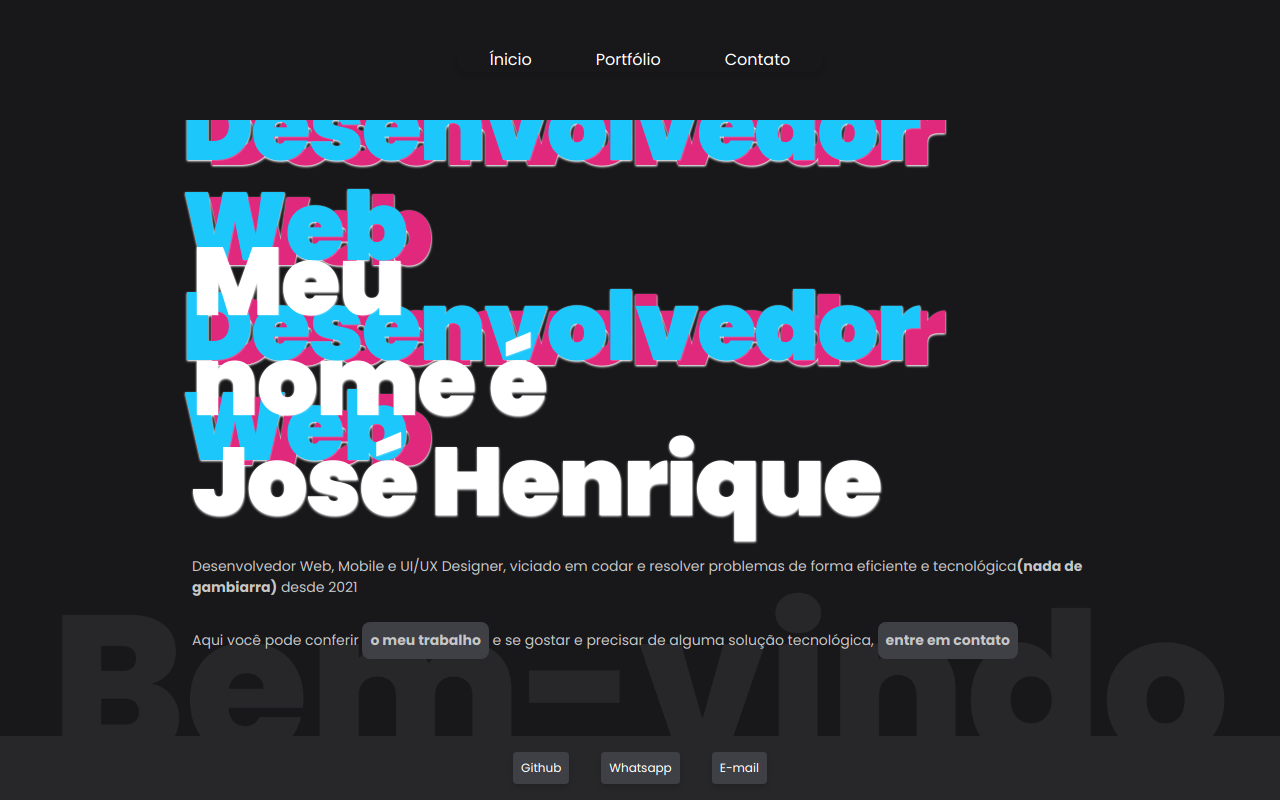 Ínicio Portfólio Contato
Desenvolvedor
Web
Meu
Desenvolvedor
nome é
Web
José Henrique
Desenvolvedor Web, Mobile e UI/UX Designer, viciado em codar e resolver problemas de forma eficiente e tecnológica(nada de
gambiarra) desde 2021
Aqui você pode conferir o meu trabalho e se gostar e precisar de alguma solução tecnológica, entre em contato
Bem-vindo
Github Whatsapp E-mail